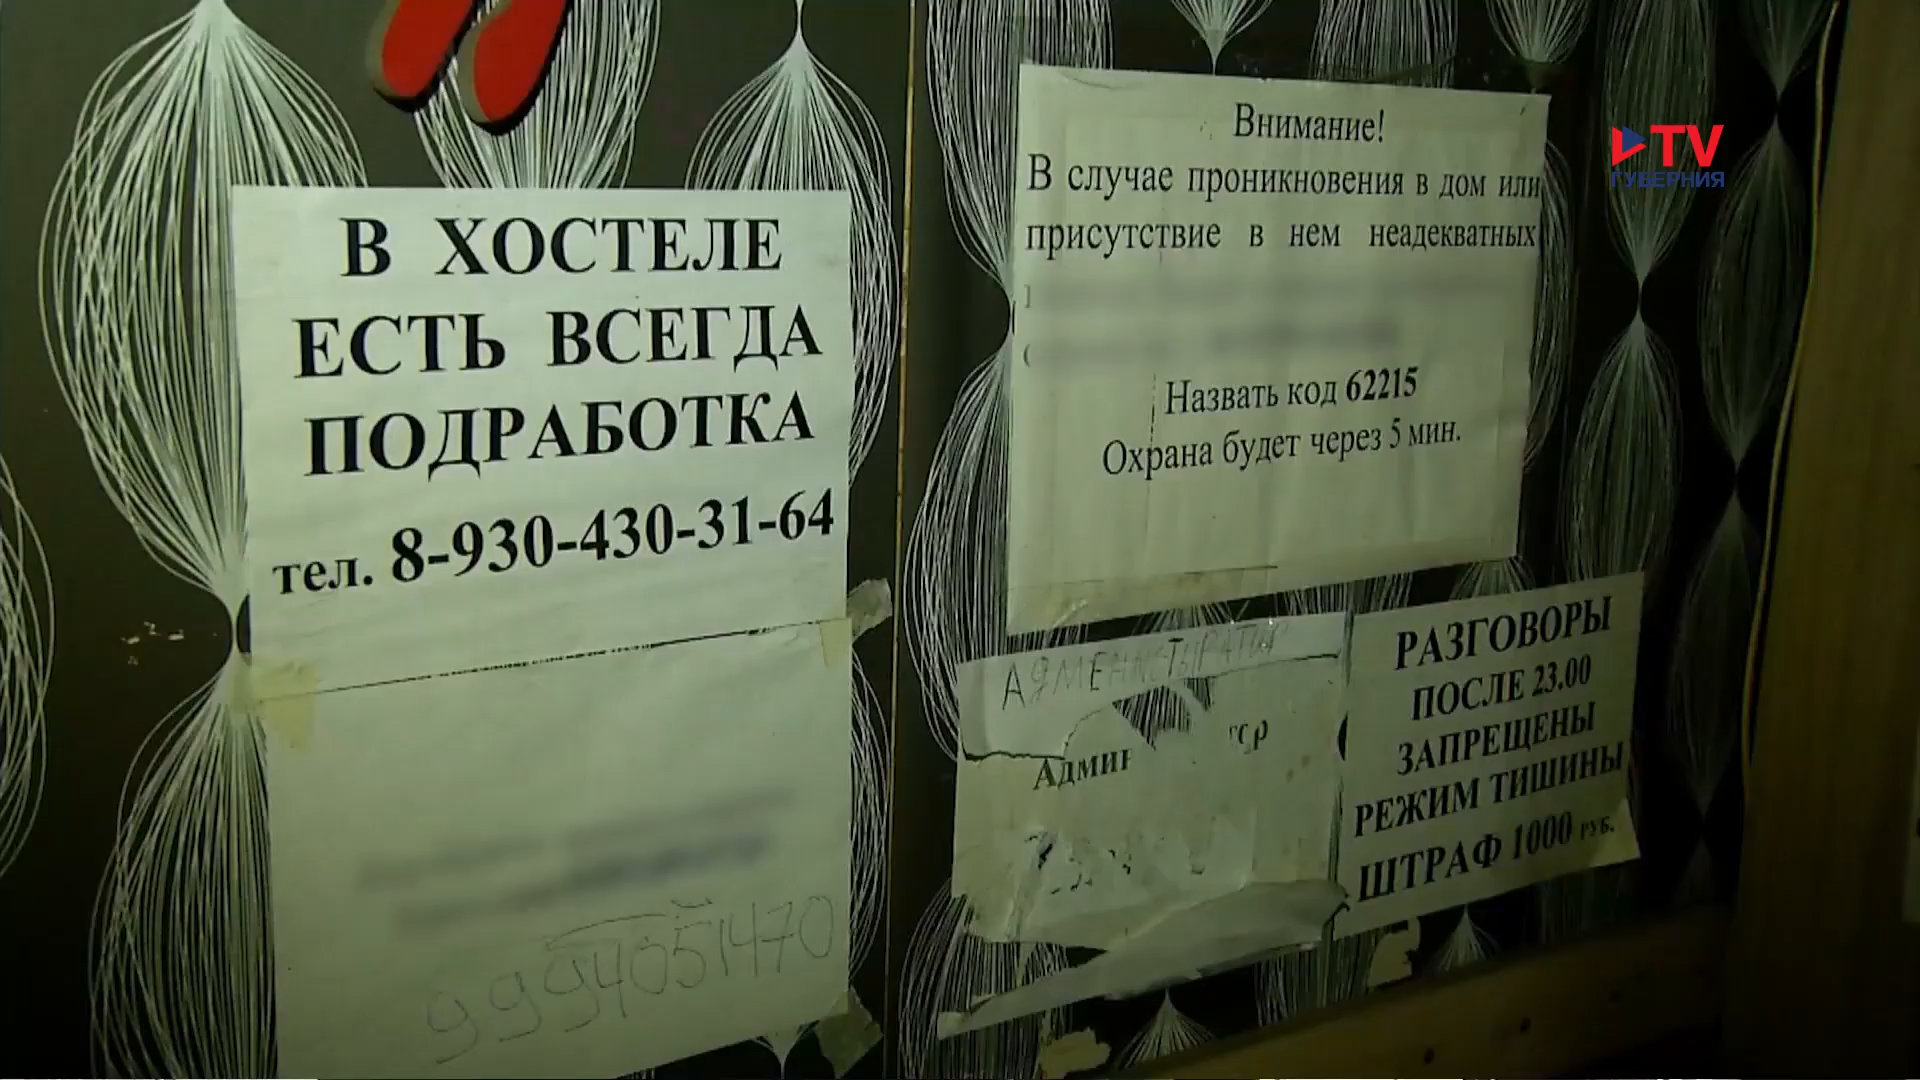 В ХОСТЕЛЕ
ЕСТЬ ВСЕГДА
ПОДРАБОТКА
тел. 8-930-430-31-64
9994051470
Внимание!
В случае проникновения в дом или
присутствие в нем неадекватных
Назвать код 62215
Охрана будет через 5 мин.
Админ
РАЗГОВОРЫ
ПОСЛЕ 23.00
ЗАПРЕЩЕНЫ
РЕЖИМ ТИШИНЫ
ШТРАФ 1000 РУБ.
TV
ГУБЕРНИЯ